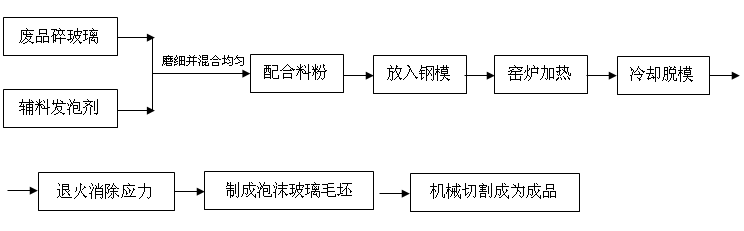 废品碎玻璃
磨细并混合均匀
配合料粉
放入钢模
窑炉加热
冷却脱模
辅料发泡剂
退火消除应力
制成泡沫玻璃毛坯
机械切割成为成品